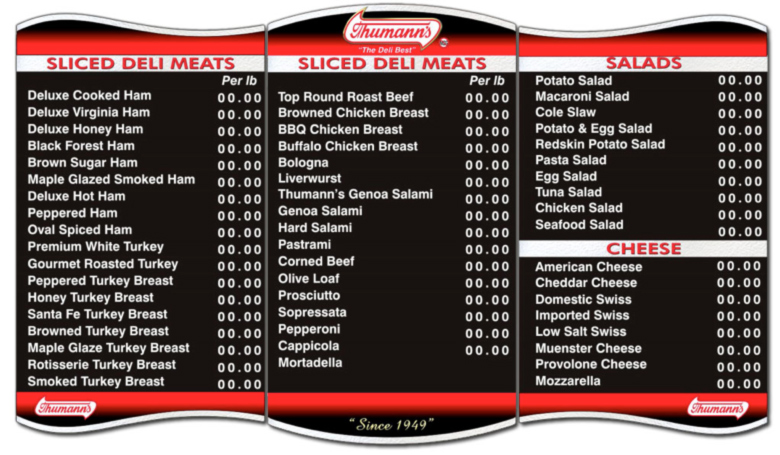 Thumann's
"The Deli Best"
SLICED DELI MEATS
Per lb
Deluxe Cooked Ham 00.00
Deluxe Virginia Ham 00.00
Deluxe Honey Ham 00.00
Black Forest Ham 00.00
Brown Sugar Ham 00.00
Maple Glazed Smoked Ham 00.00
Deluxe Hot Ham 00.00
Peppered Ham 00.00
Oval Spiced Ham 00.00
Premium White Turkey 00.00
Gourmet Roasted Turkey 00.00
Peppered Turkey Breast 00.00
Honey Turkey Breast 00.00
Santa Fe Turkey Breast 00.00
Browned Turkey Breast 00.00
Maple Glaze Turkey Breast 00.00
Rotisserie Turkey Breast 00.00
Smoked Turkey Breast 00.00
Thumann's
SLICED DELI MEATS
Per lb
Top Round Roast Beef 00.00
Browned Chicken Breast 00.00
BBQ Chicken Breast 00.00
Buffalo Chicken Breast 00.00
Bologna 00.00
Liverwurst 00.00
Thumann's Genoa Salami 00.00
Genoa Salami 00.00
Hard Salami 00.00
Pastrami 00.00
Corned Beef 00.00
Olive Loaf 00.00
Prosciutto 00.00
Sopressata 00.00
Pepperoni 00.00
Cappicola 00.00
Mortadella
"Since 1949"
SALADS
Potato Salad 00.00
Macaroni Salad 00.00
Cole Slaw 00.00
Potato & Egg Salad 00.00
Redskin Potato Salad 00.00
Pasta Salad 00.00
Egg Salad 00.00
Tuna Salad 00.00
Chicken Salad 00.00
Seafood Salad 00.00
CHEESE
American Cheese 00.00
Cheddar Cheese 00.00
Domestic Swiss 00.00
Imported Swiss 00.00
Low Salt Swiss 00.00
Muenster Cheese 00.00
Provolone Cheese 00.00
Mozzarella 00.00
Thumann's